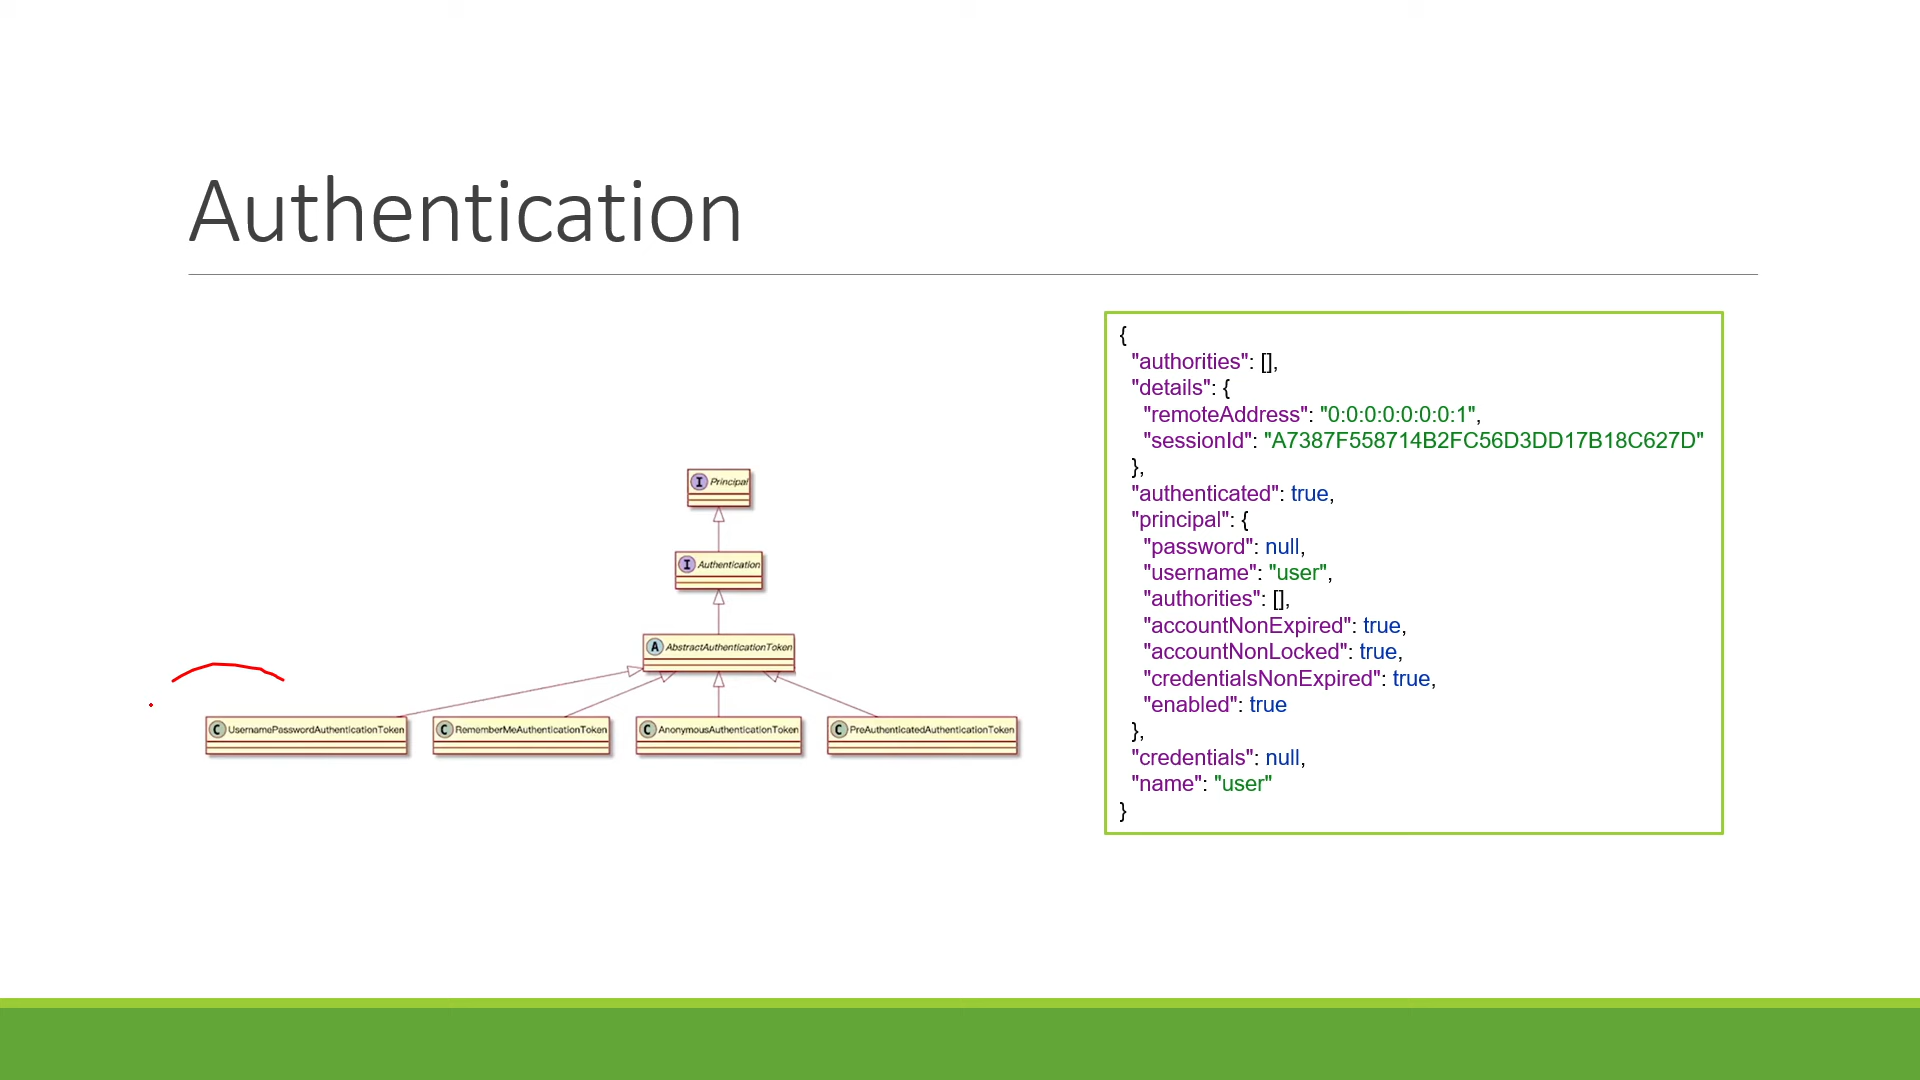 Authentication
I Principal
I Authentication
A AbstractAuthenticationToken
C UsernamePasswordAuthenticationToken
C RememberMeAuthenticationToken
C AnonymousAuthenticationToken
C PreAuthenticatedAuthenticationToken
{
"authorities": [],
"details": {
"remoteAddress": "0:0:0:0:0:0:0:1",
"sessionId": "A7387F558714B2FC56D3DD17B18C627D"
},
"authenticated": true,
"principal": {
"password": null,
"username": "user",
"authorities": [],
"accountNonExpired": true,
"accountNonLocked": true,
"credentialsNonExpired": true,
"enabled": true
},
"credentials": null,
"name": "user"
}